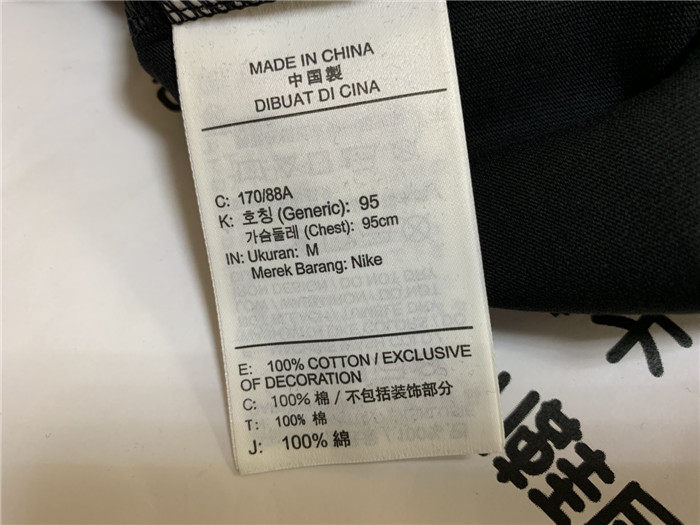 MADE IN CHINA
中国製
DIBUAT DI CINA
C: 170/88A
K: 호칭 (Generic): 95
가슴둘레 (Chest): 95cm
IN: Ukuran: M
Merek Barang: Nike
E: 100% COTTON / EXCLUSIVE
OF DECORATION
C: 100% 棉 / 不包括装饰部分
T: 100% 棉
J: 100% 綿